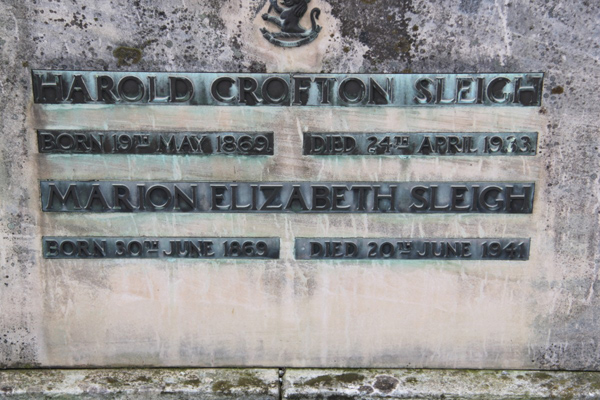 HAROLD CROFTON SLEIGH
BORN 19TH MAY 1869. DIED 24TH APRIL 1933.
MARION ELIZABETH SLEIGH
BORN 30TH JUNE 1869. DIED 20TH JUNE 1941.